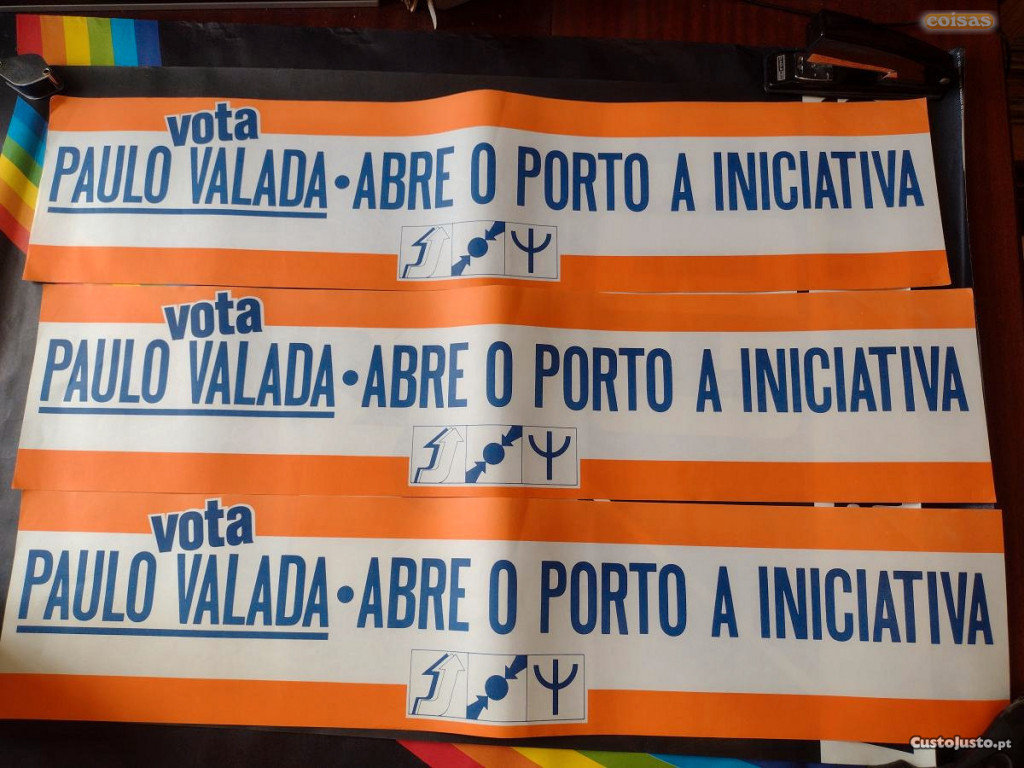 coisas
vota
PAULO VALADA • ABRE O PORTO A INICIATIVA
vota
PAULO VALADA • ABRE O PORTO A INICIATIVA
vota
PAULO VALADA • ABRE O PORTO A INICIATIVA
CustoJusto.pt